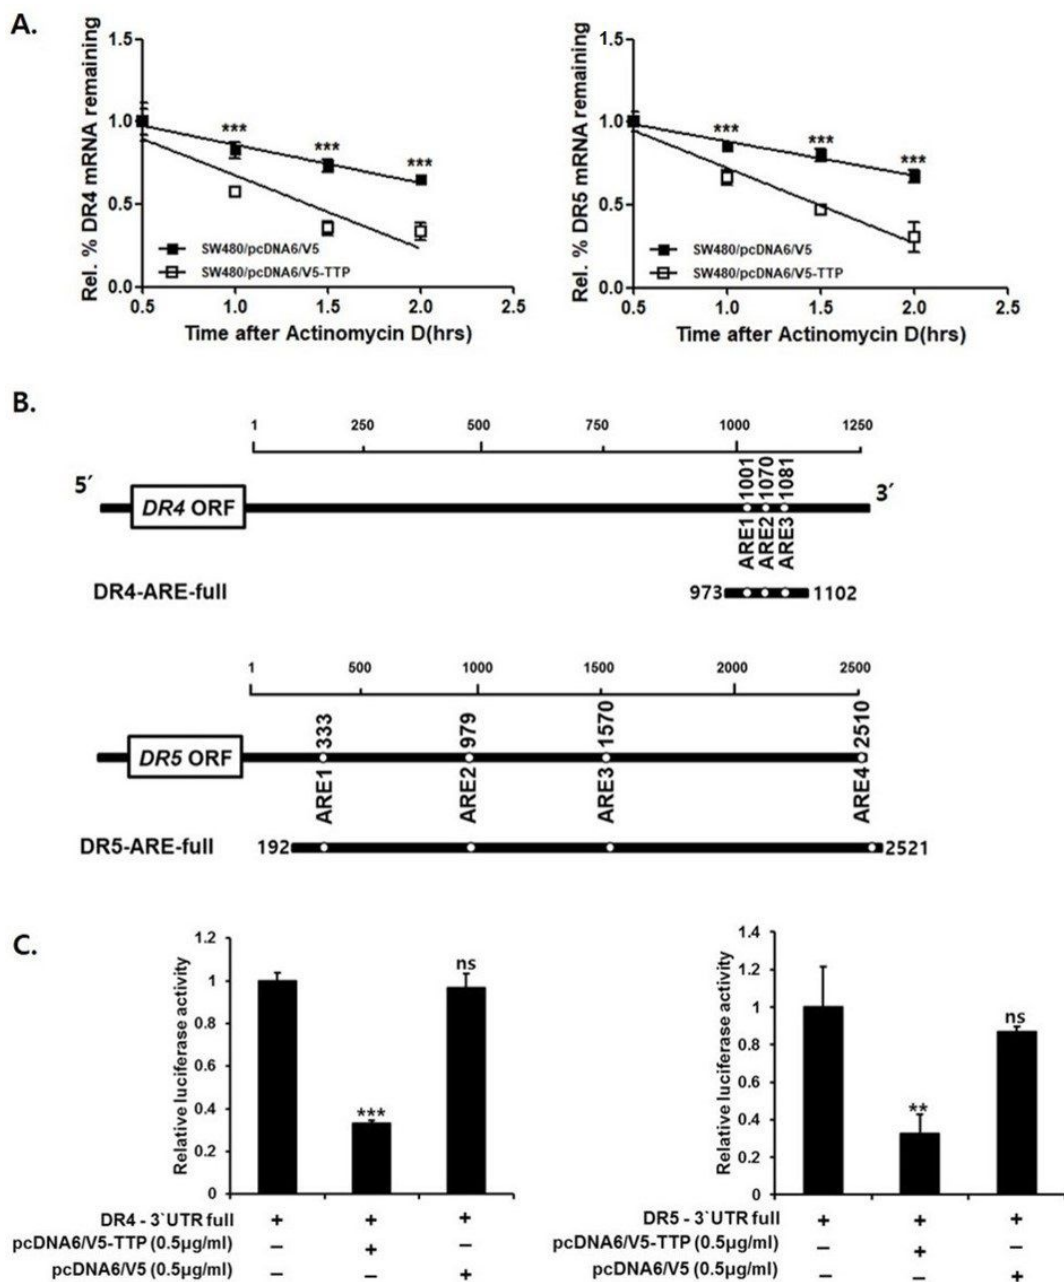 A.
Rel. % DR4 mRNA remaining
1.5
1.0
0.5
0.0
*** *** ***
SW480/pcDNA6/V5
SW480/pcDNA6/V5-TTP
0.5 1.0 1.5 2.0 2.5
Time after Actinomycin D(hrs)
Rel. % DR5 mRNA remaining
1.5
1.0
0.5
0.0
*** *** ***
SW480/pcDNA6/V5
SW480/pcDNA6/V5-TTP
0.5 1.0 1.5 2.0 2.5
Time after Actinomycin D(hrs)
B.
1 250 500 750 1000 1250
1001 1070 1081
5´ DR4 ORF 3´
ARE1 ARE2 ARE3
DR4-ARE-full 973 1102
1 500 1000 1500 2000 2500
333 979 1570 2510
DR5 ORF
ARE1 ARE2 ARE3 ARE4
DR5-ARE-full 192 2521
C.
Relative luciferase activity
1.2
1
0.8
0.6
0.4
0.2
0
*** ns
DR4 - 3`UTR full + + +
pcDNA6/V5-TTP (0.5µg/ml) – + –
pcDNA6/V5 (0.5µg/ml) – – +
Relative luciferase activity
1.4
1.2
1
0.8
0.6
0.4
0.2
0
** ns
DR5 - 3`UTR full + + +
pcDNA6/V5-TTP (0.5µg/ml) – + –
pcDNA6/V5 (0.5µg/ml) – – +